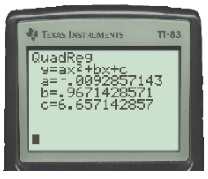 TEXAS INSTRUMENTS TI-83
QuadReg
y=ax²+bx+c
a=-.0092857143
b=.9671428571
c=6.657142857